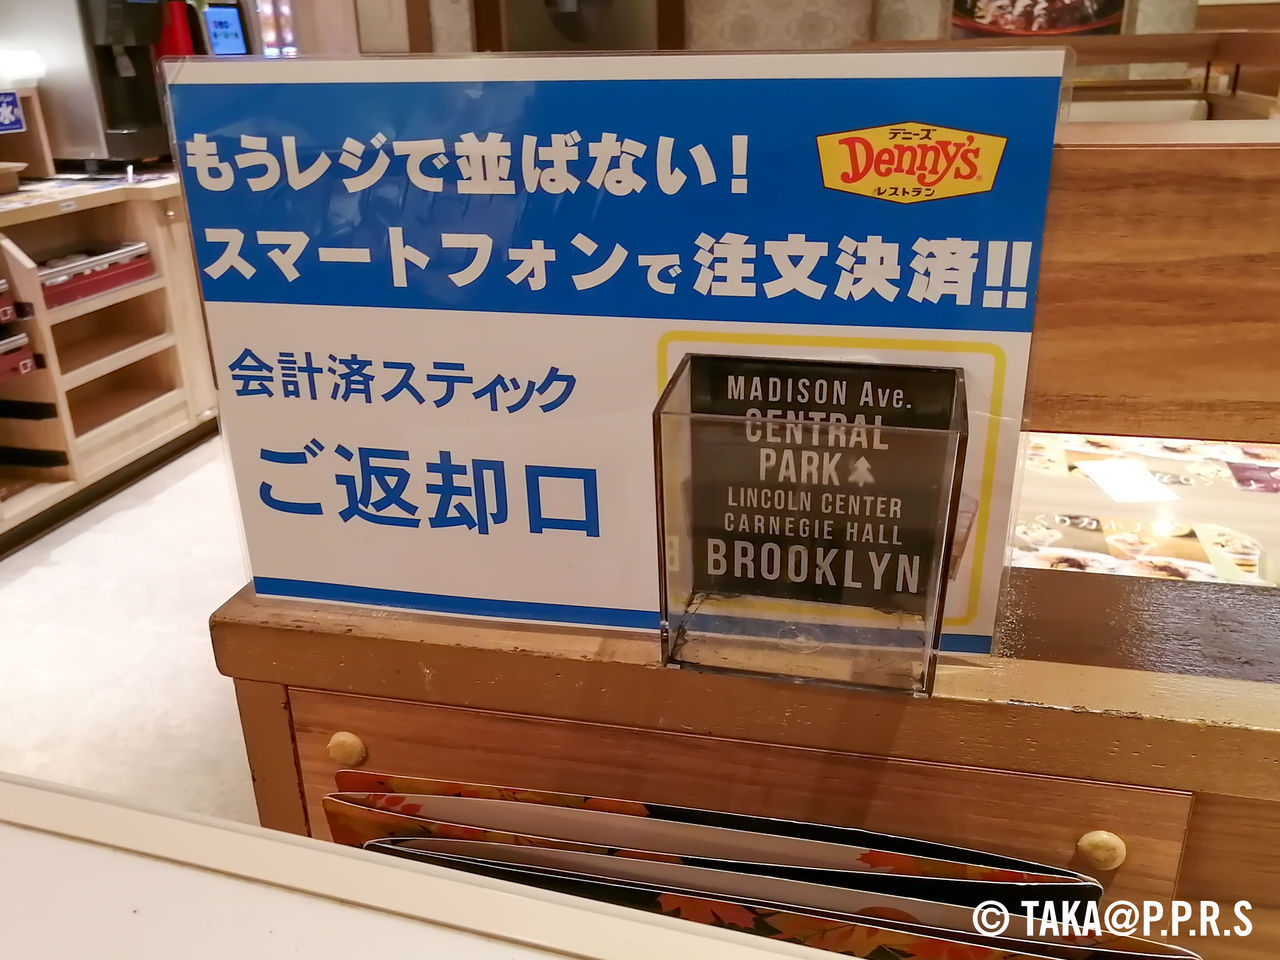 もうレジで並ばない!
デニーズ
Denny's
レストラン
スマートフォンで注文決済!!
会計済スティック
ご返却口
MADISON Ave.
CENTRAL
PARK
LINCOLN CENTER
CARNEGIE HALL
BROOKLYN
水
© TAKA@P.P.R.S